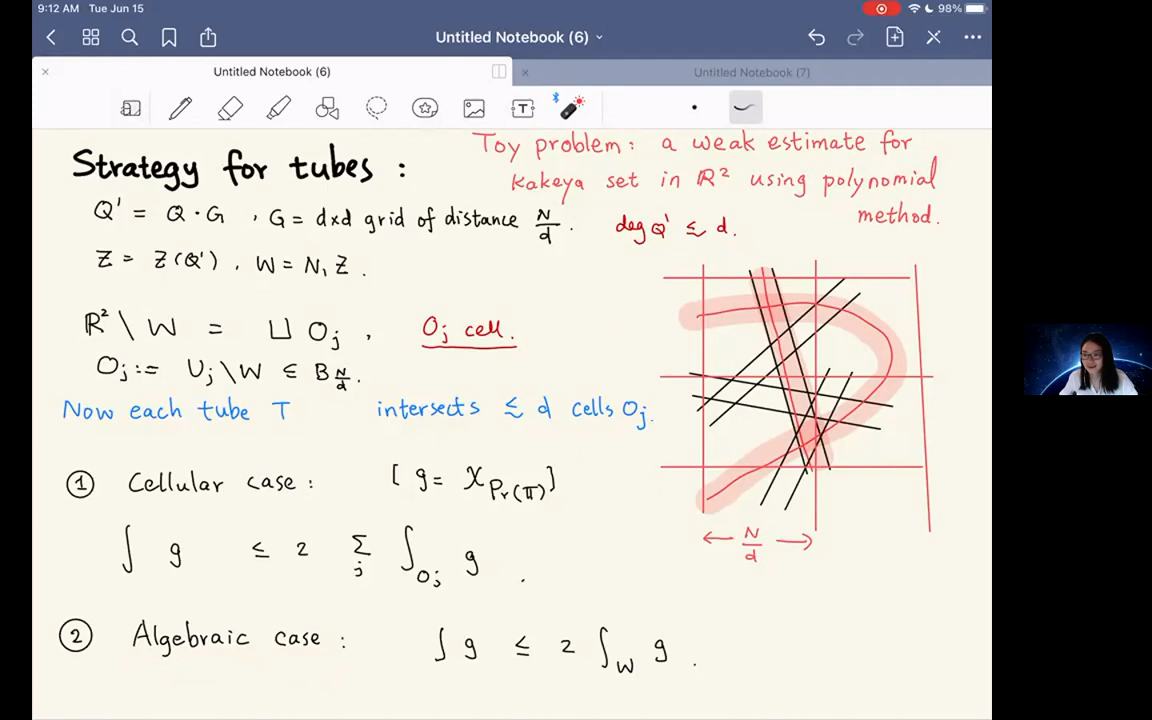 9:12 AM Tue Jun 15
98%
Untitled Notebook (6)
Untitled Notebook (6)
Untitled Notebook (7)
Toy problem: a weak estimate for
Kakeya set in ℝ² using polynomial
method.
Strategy for tubes :
Q' = Q · G , G = d×d grid of distance N/d . deg Q' ≲ d.
Z = Z(Q') , W = N₁ Z .
ℝ² \ W = ⊔ O_j , O_j cell.
O_j := U_j \ W ⊆ B_{N/d} .
Now each tube T intersects ≲ d cells O_j.
① Cellular case : [ g = χ_{P_r(𝕋)} ]
∫ g ≤ 2 Σ_j ∫_{O_j} g .
② Algebraic case : ∫ g ≤ 2 ∫_W g .
← N/d →